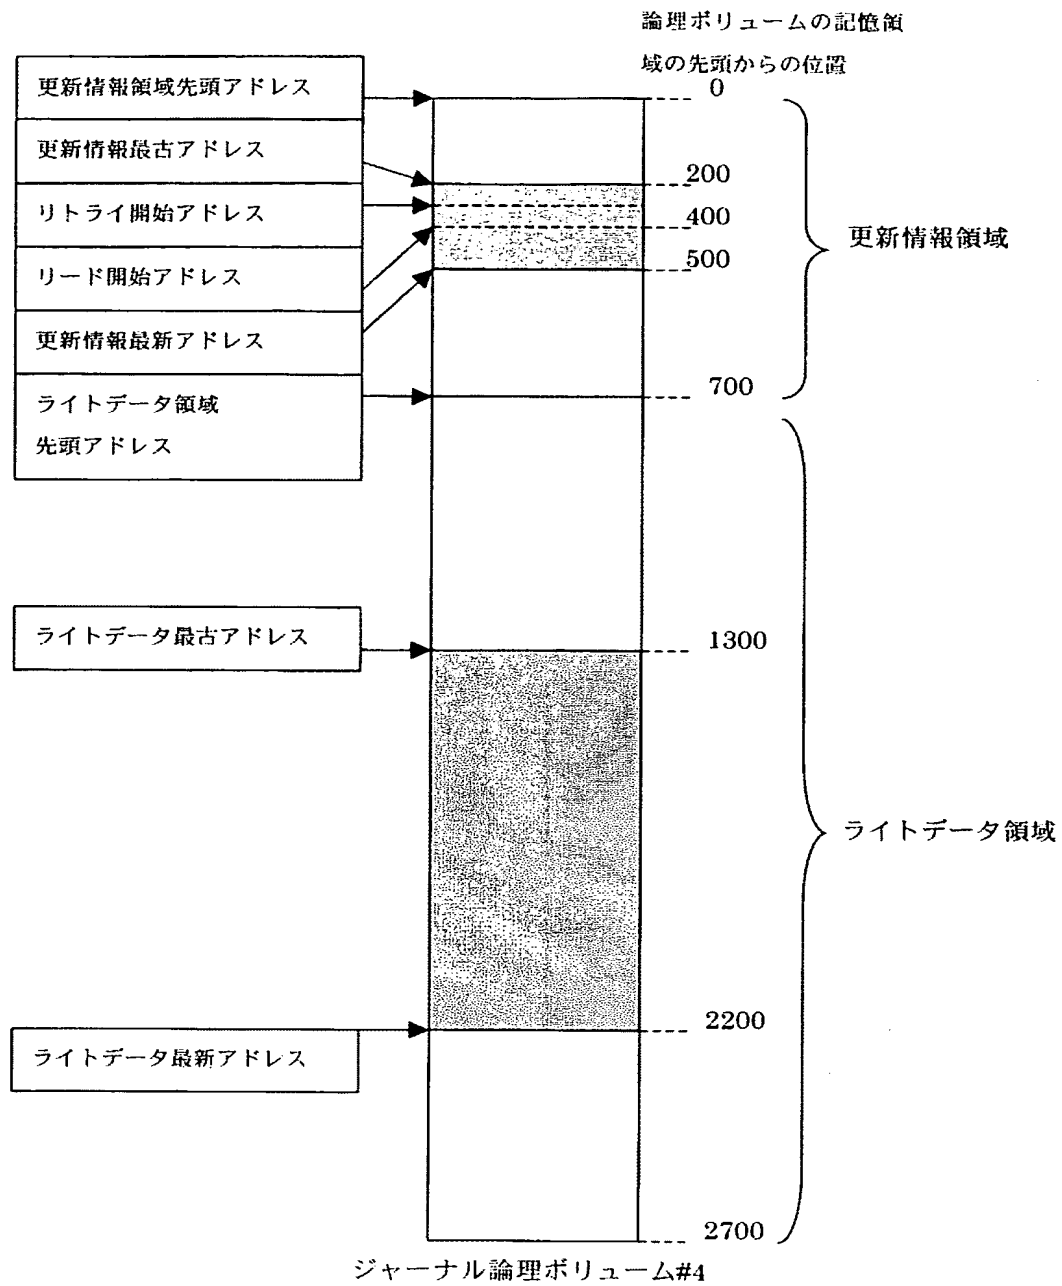 論理ボリュームの記憶領
域の先頭からの位置
更新情報領域先頭アドレス
0
更新情報最古アドレス
200
リトライ開始アドレス
400
更新情報領域
リード開始アドレス
500
更新情報最新アドレス
700
ライトデータ領域
先頭アドレス
ライトデータ最古アドレス
1300
ライトデータ領域
2200
ライトデータ最新アドレス
2700
ジャーナル論理ボリューム#4